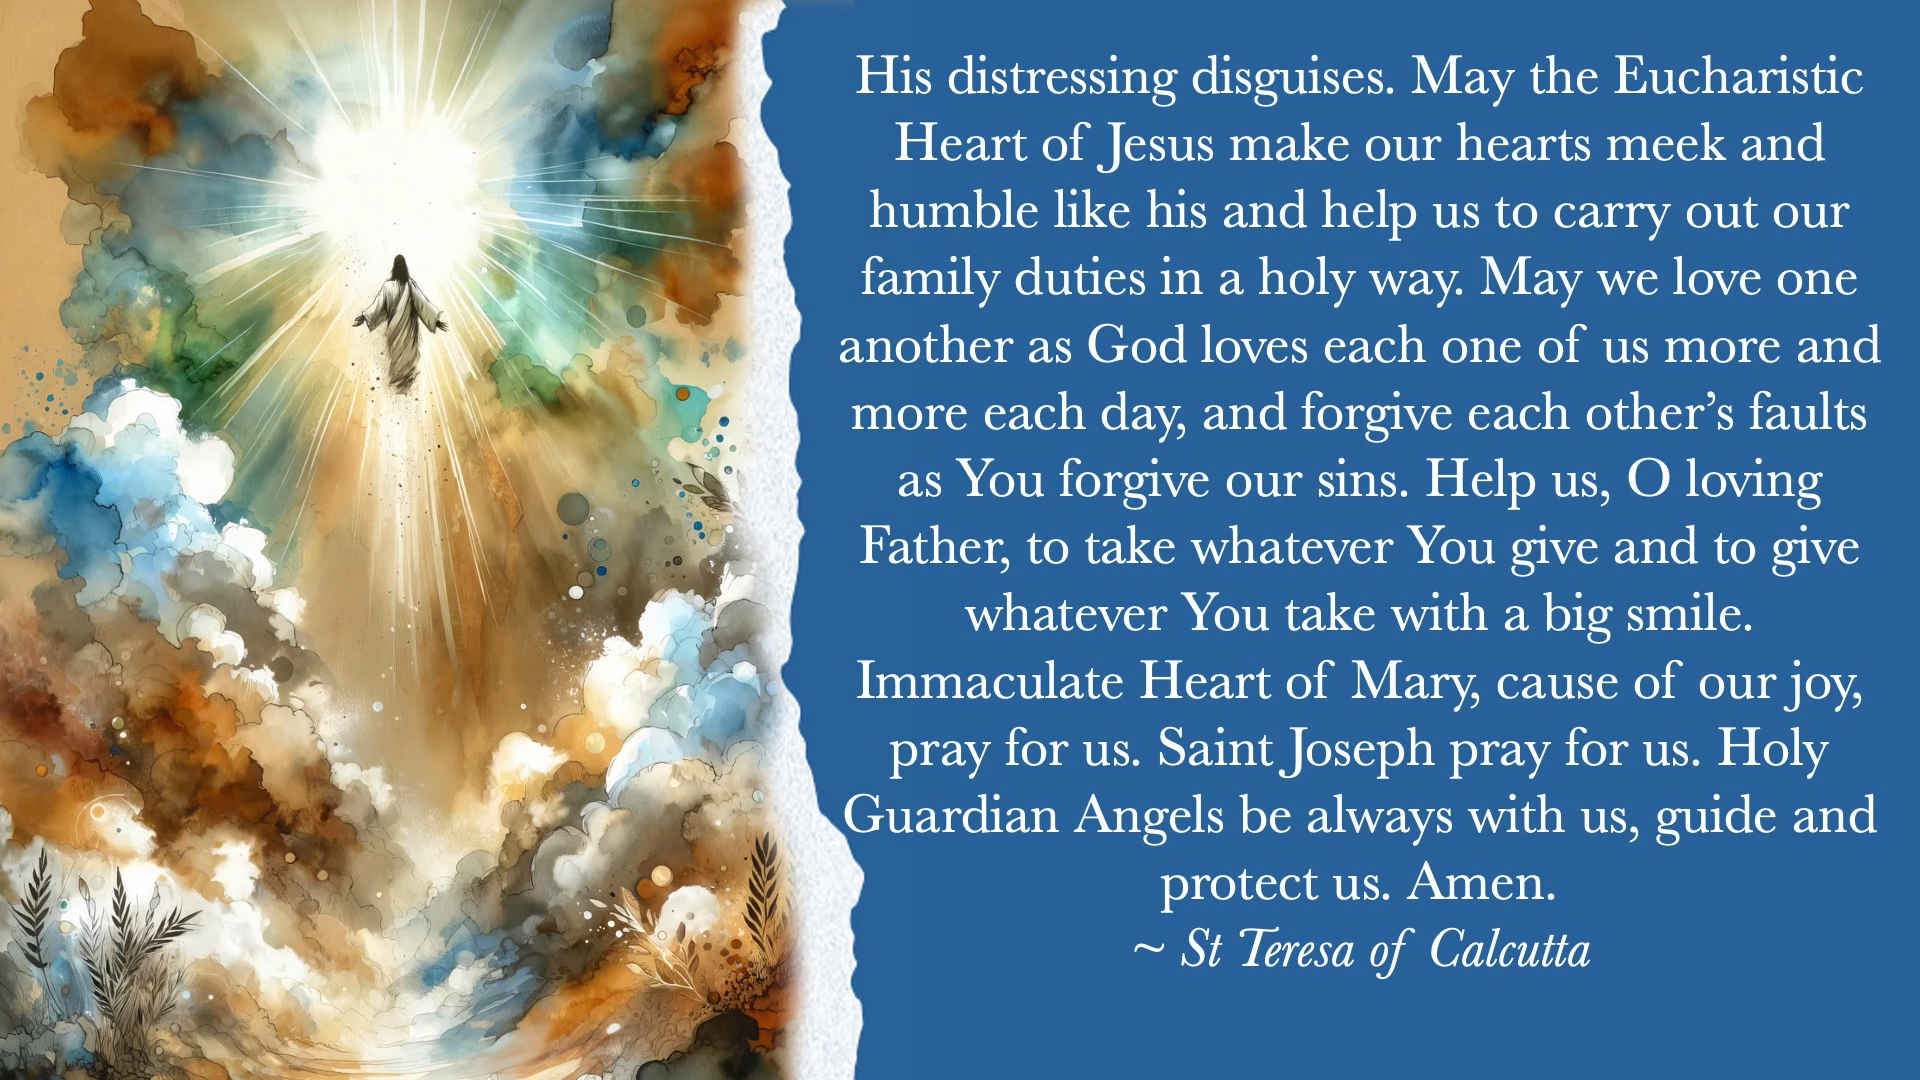 His distressing disguises. May the Eucharistic
Heart of Jesus make our hearts meek and
humble like his and help us to carry out our
family duties in a holy way. May we love one
another as God loves each one of us more and
more each day, and forgive each other’s faults
as You forgive our sins. Help us, O loving
Father, to take whatever You give and to give
whatever You take with a big smile.
Immaculate Heart of Mary, cause of our joy,
pray for us. Saint Joseph pray for us. Holy
Guardian Angels be always with us, guide and
protect us. Amen.
~ St Teresa of Calcutta